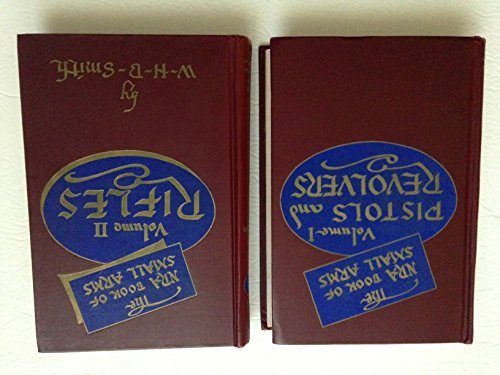 The
NRA BOOK OF
SMALL ARMS
Volume-I
PISTOLS and
REVOLVERS
The
NRA BOOK OF
SMALL ARMS
Volume II
RIFLES
by
W-H-B-Smith